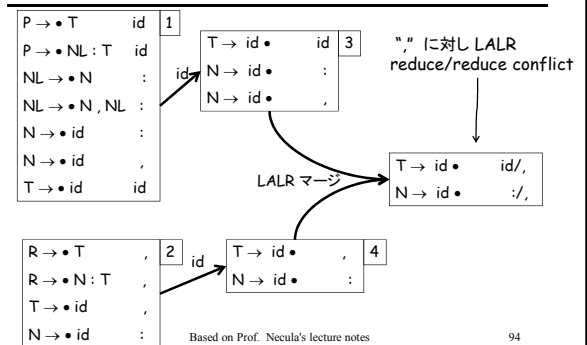 P → • T id 1
P → • NL : T id
NL → • N :
NL → • N , NL :
N → • id :
N → • id ,
T → • id id
id
T → id • id 3
N → id • :
N → id • ,
“,” に対し LALR
reduce/reduce conflict
LALR マージ
T → id • id/,
N → id • :/,
R → • T , 2
R → • N : T ,
T → • id ,
N → • id :
id
T → id • , 4
N → id • :
Based on Prof. Necula's lecture notes
94